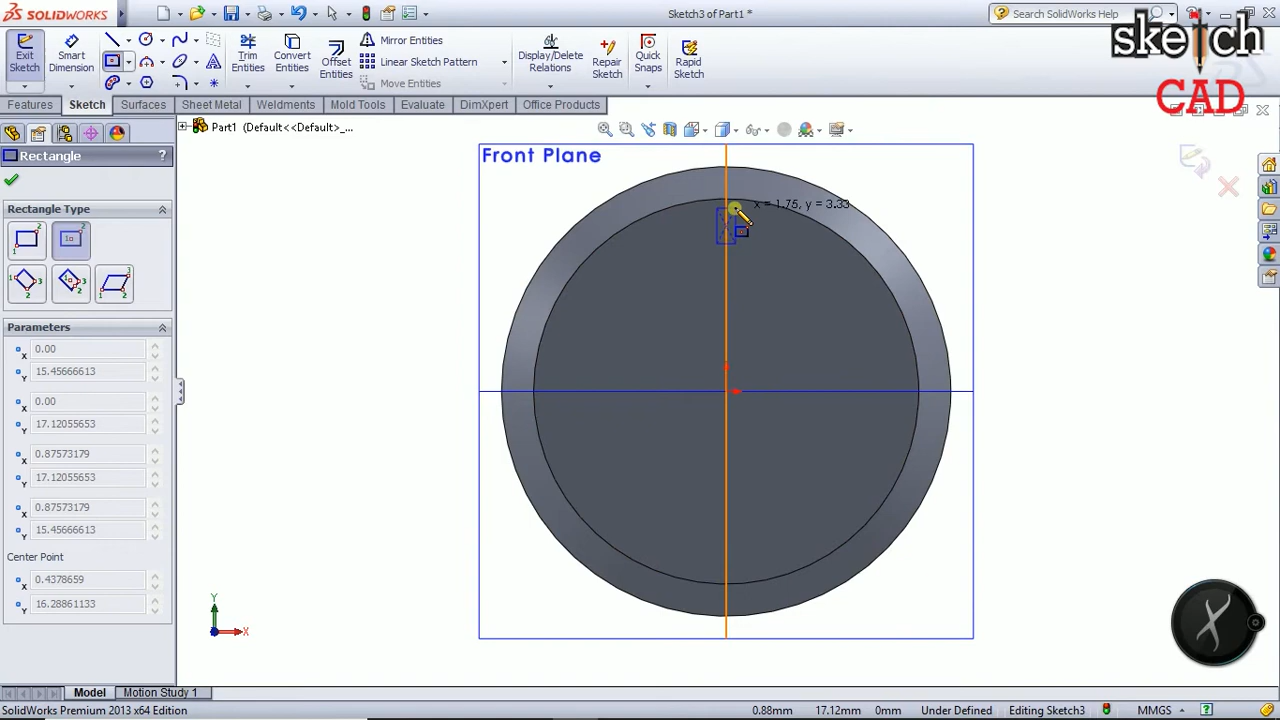 SOLIDWORKS
Sketch3 of Part1 *
Search SolidWorks Help
sketch
CAD
Exit Sketch
Smart Dimension
Trim Entities
Convert Entities
Offset Entities
Mirror Entities
Linear Sketch Pattern
Move Entities
Display/Delete Relations
Repair Sketch
Quick Snaps
Rapid Sketch
Features
Sketch
Surfaces
Sheet Metal
Weldments
Mold Tools
Evaluate
DimXpert
Office Products
Part1 (Default<<Default>_...
Rectangle
?
Rectangle Type
Parameters
0.00
15.45666613
0.00
17.12055653
0.87573179
17.12055653
0.87573179
15.45666613
Center Point
0.4378659
16.28861133
Front Plane
x = 1.75, y = 3.33
Y
X
Model
Motion Study 1
SolidWorks Premium 2013 x64 Edition
0.88mm
17.12mm
0mm
Under Defined
Editing Sketch3
MMGS